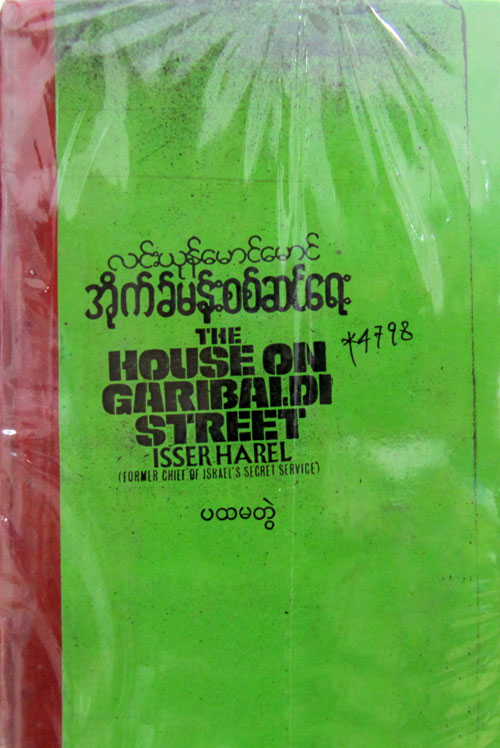 လင်းယုန်မောင်မောင်
အိုက်ခ်မန်းစစ်ဆင်ရေး
THE
HOUSE ON
GARIBALDI
STREET
ISSER HAREL
(FORMER CHIEF OF ISRAEL'S SECRET SERVICE)
*4798
ပထမတွဲ